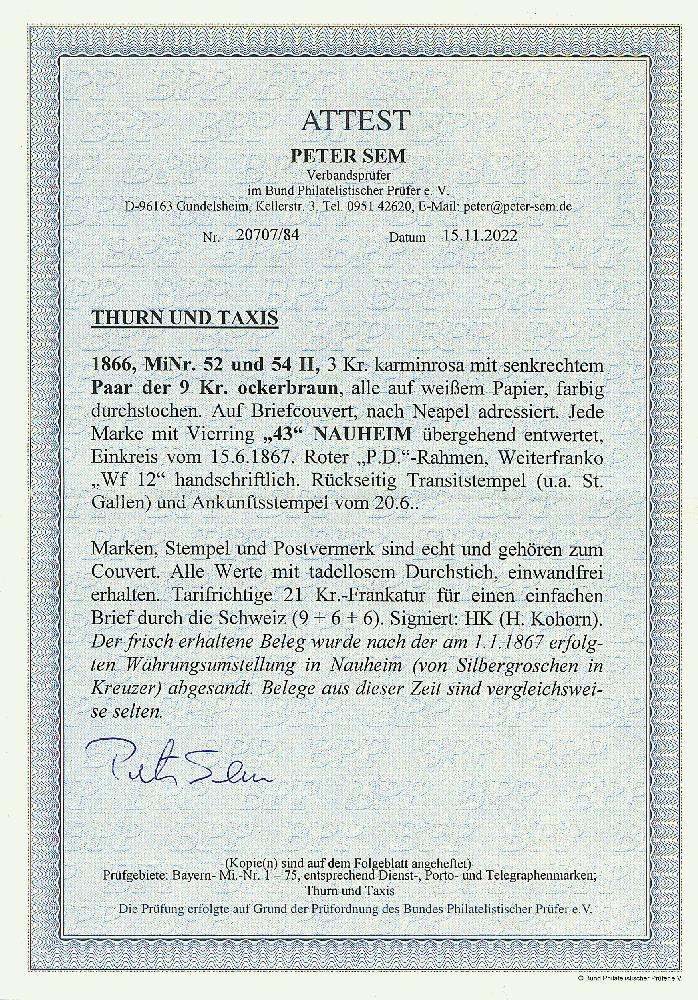 ATTEST
PETER SEM
Verbandsprüfer
im Bund Philatelistischer Prüfer e. V.
D-96163 Gundelsheim, Kellerstr. 3, Tel. 0951 42620, E-Mail: peter@peter-sem.de
Nr. 20707/84 Datum 15.11.2022
THURN UND TAXIS
1866, MiNr. 52 und 54 II, 3 Kr. karminrosa mit senkrechtem
Paar der 9 Kr. ockerbraun, alle auf weißem Papier, farbig
durchstochen. Auf Briefcouvert, nach Neapel adressiert. Jede
Marke mit Vierring „43“ NAUHEIM übergehend entwertet,
Einkreis vom 15.6.1867. Roter „P.D.“-Rahmen, Weiterfranko
„Wf 12“ handschriftlich. Rückseitig Transitstempel (u.a. St.
Gallen) und Ankunftsstempel vom 20.6..
Marken, Stempel und Postvermerk sind echt und gehören zum
Couvert. Alle Werte mit tadellosem Durchstich, einwandfrei
erhalten. Tarifrichtige 21 Kr.-Frankatur für einen einfachen
Brief durch die Schweiz (9 + 6 + 6). Signiert: HK (H. Kohorn).
Der frisch erhaltene Beleg wurde nach der am 1.1.1867 erfolg-
ten Währungsumstellung in Nauheim (von Silbergroschen in
Kreuzer) abgesandt. Belege aus dieser Zeit sind vergleichswei-
se selten.
Peter Sem
(Kopie(n) sind auf dem Folgeblatt angeheftet)
Prüfgebiete: Bayern- Mi.-Nr. 1 – 75, entsprechend Dienst-, Porto- und Telegraphenmarken;
Thurn und Taxis
Die Prüfung erfolgte auf Grund der Prüfordnung des Bundes Philatelistischer Prüfer e.V.
© Bund Philatelistischer Prüfer e.V.